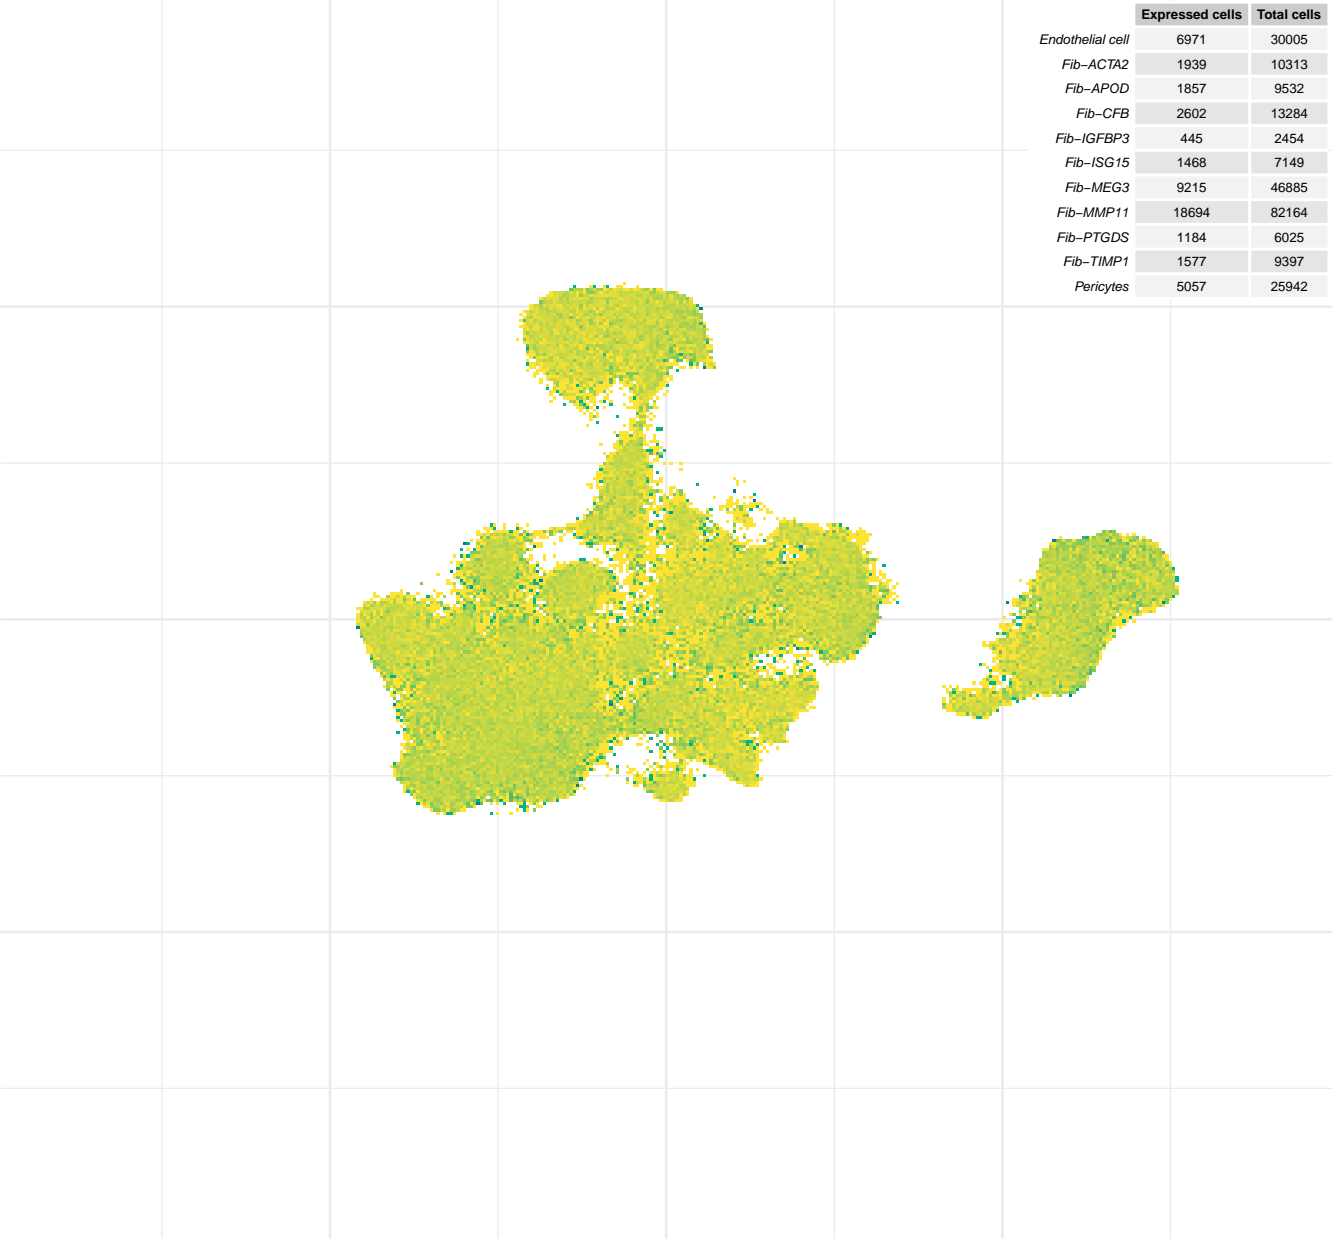 Expressed cells Total cells
Endothelial cell 6971 30005
Fib−ACTA2 1939 10313
Fib−APOD 1857 9532
Fib−CFB 2602 13284
Fib−IGFBP3 445 2454
Fib−ISG15 1468 7149
Fib−MEG3 9215 46885
Fib−MMP11 18694 82164
Fib−PTGDS 1184 6025
Fib−TIMP1 1577 9397
Pericytes 5057 25942